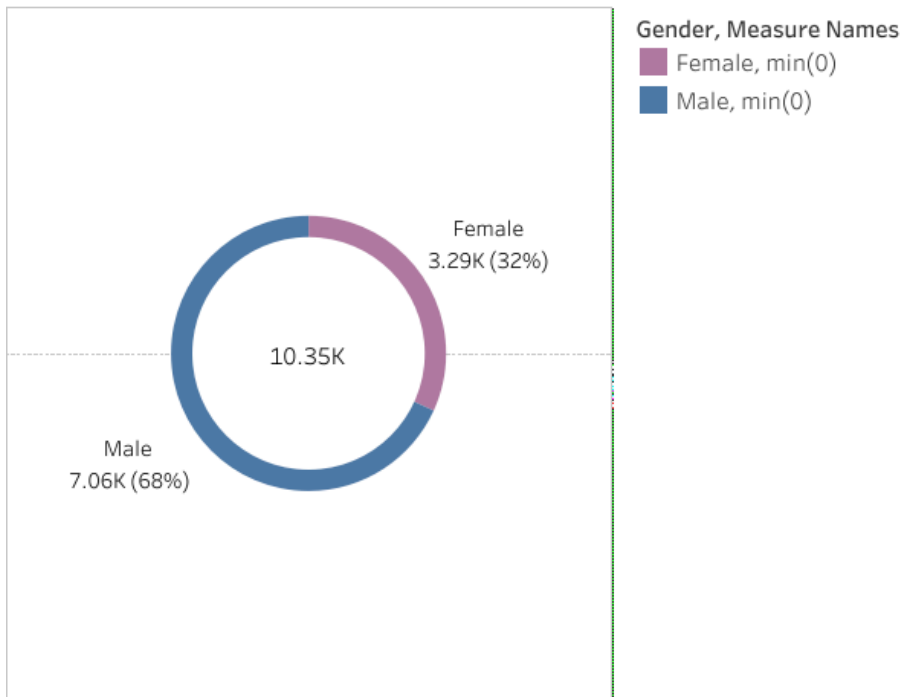 Gender, Measure Names
Female, min(0)
Male, min(0)
Female
3.29K (32%)
10.35K
Male
7.06K (68%)